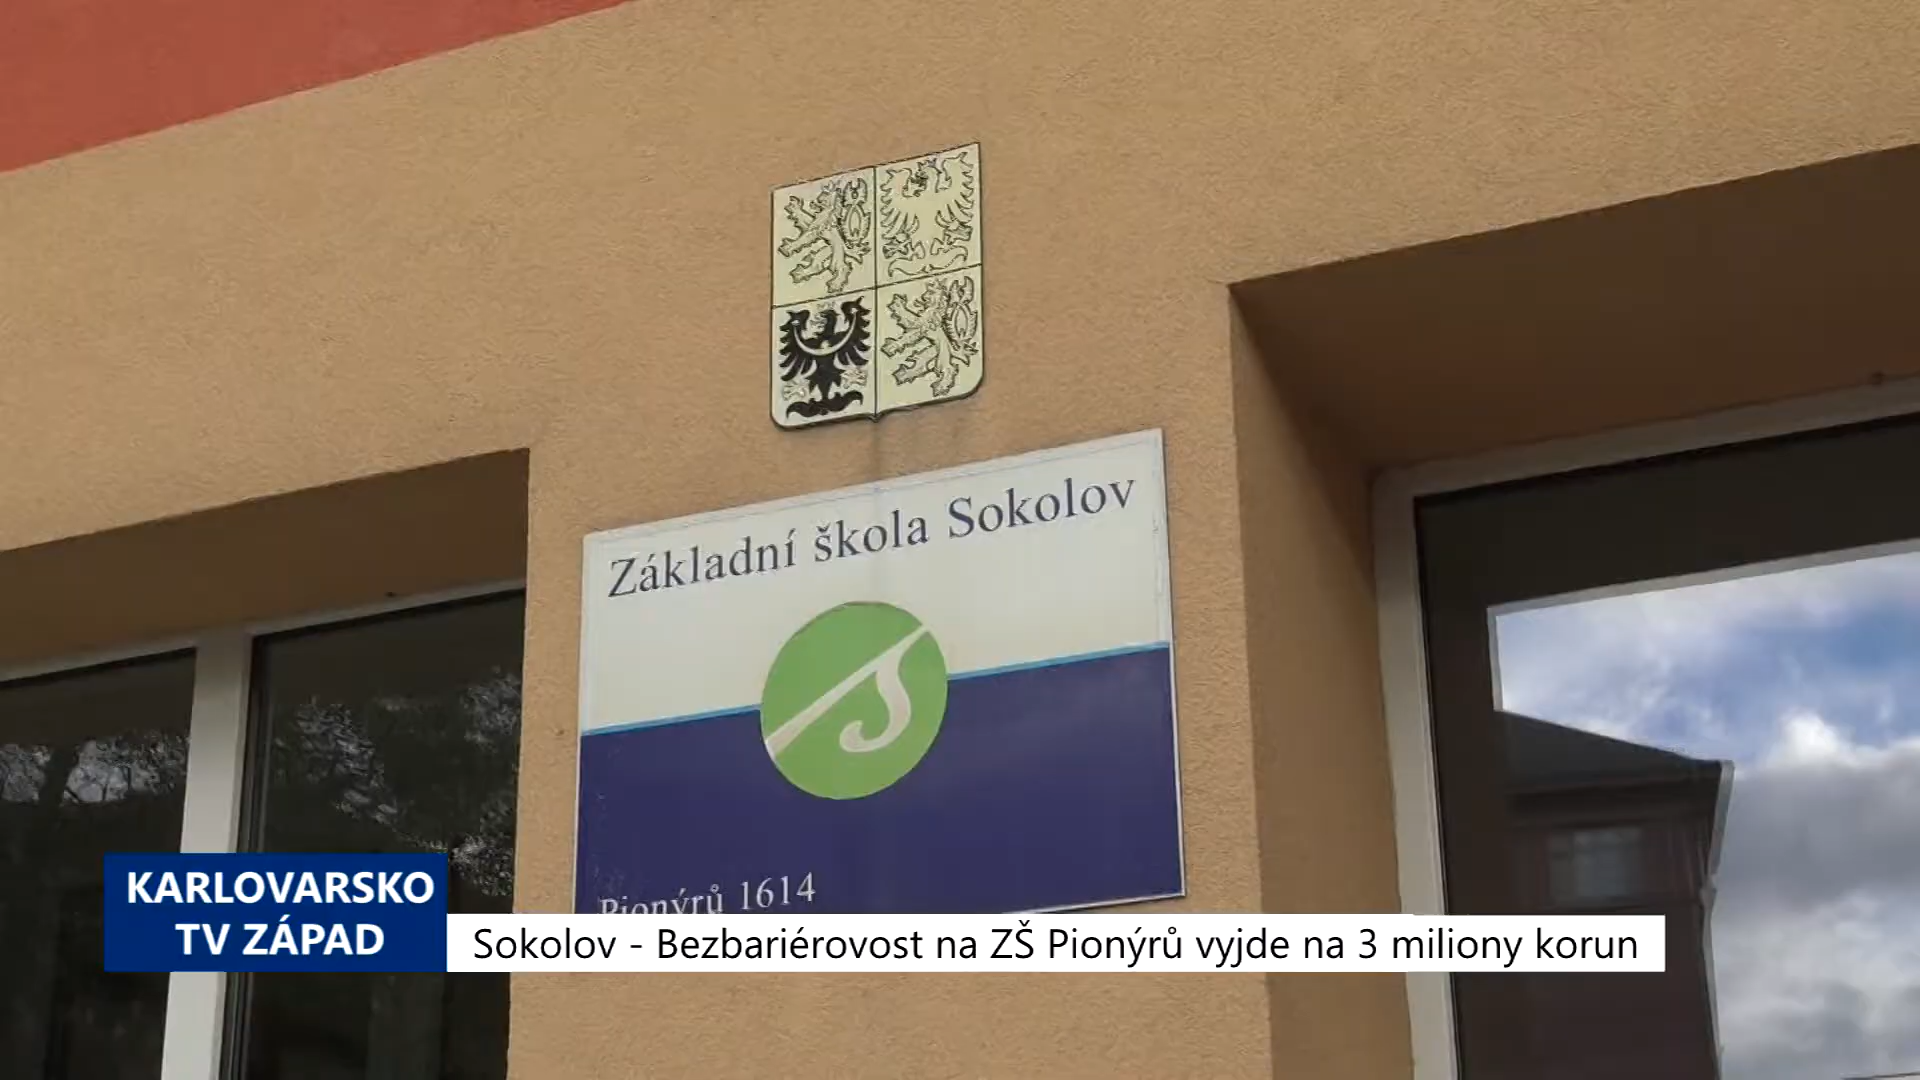 Základní škola Sokolov
Pionýrů 1614
KARLOVARSKO
TV ZÁPAD
Sokolov - Bezbariérovost na ZŠ Pionýrů vyjde na 3 miliony korun